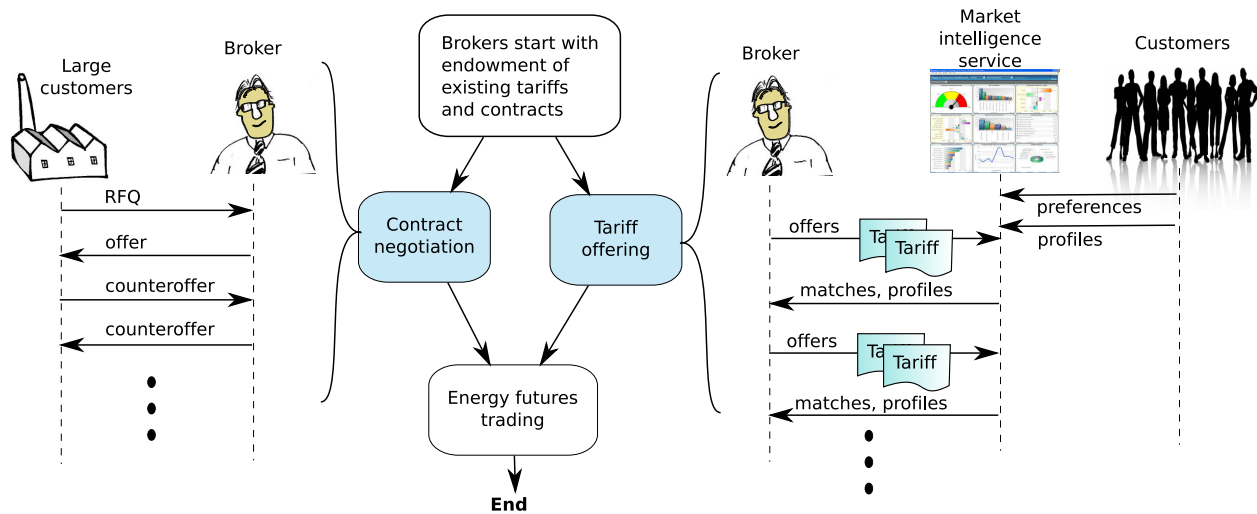 Large
customers
Broker
RFQ
offer
counteroffer
counteroffer
Brokers start with
endowment of
existing tariffs
and contracts
Contract
negotiation
Tariff
offering
Energy futures
trading
End
Broker
Market
intelligence
service
Customers
preferences
profiles
offers
Tariff
matches, profiles
offers
Tariff
matches, profiles